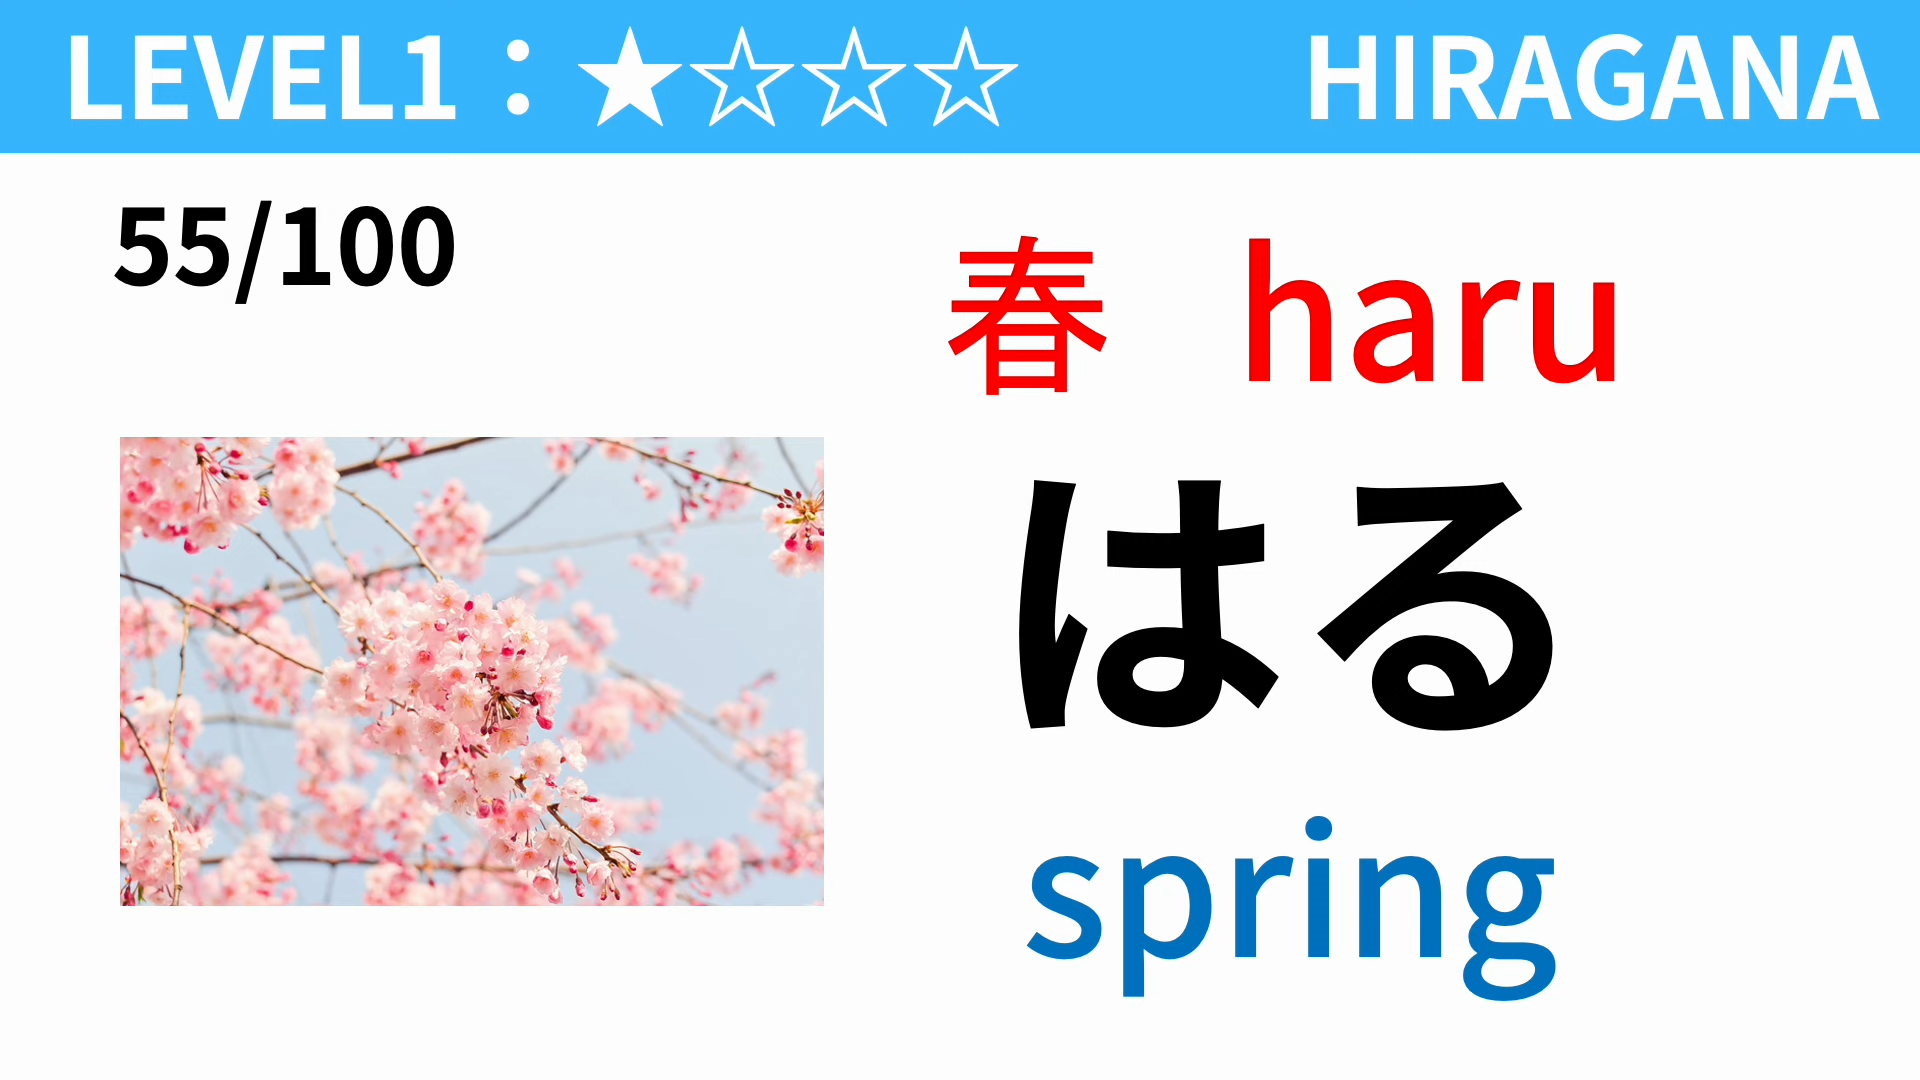 LEVEL1：★☆☆☆ HIRAGANA
55/100
春 haru
はる
spring